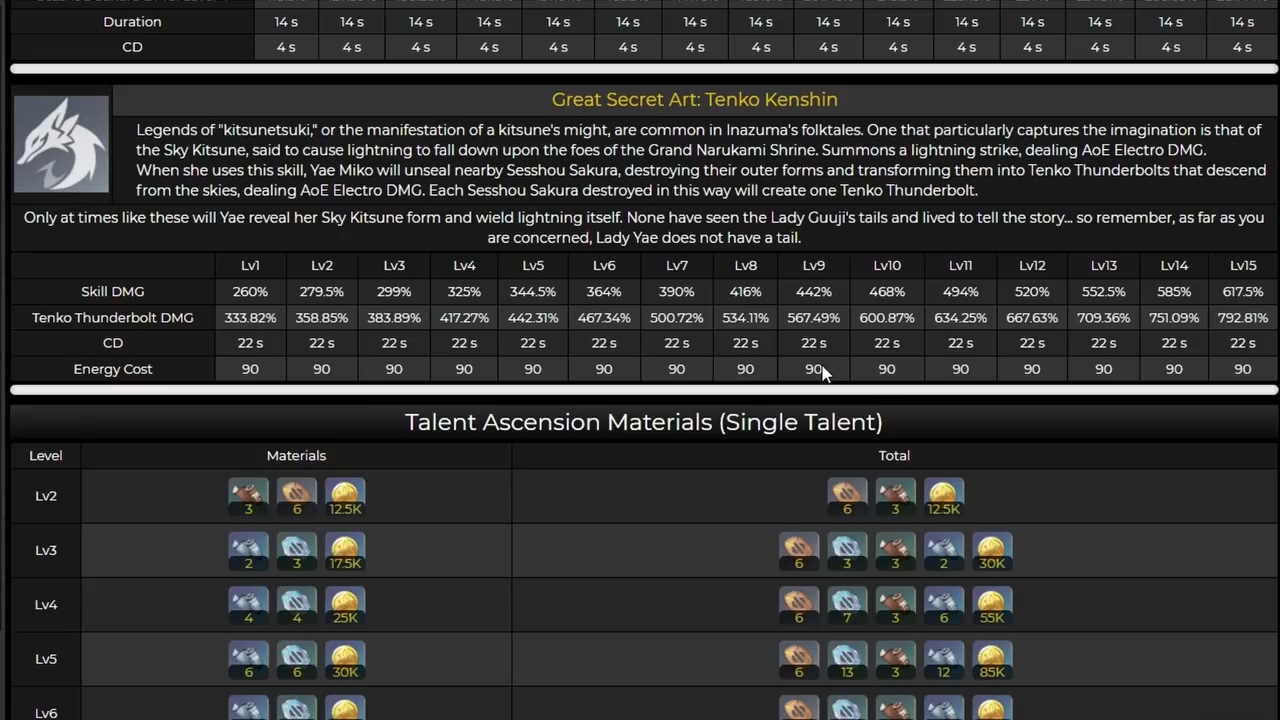 Duration 14 s 14 s 14 s 14 s 14 s 14 s 14 s 14 s 14 s 14 s 14 s 14 s 14 s 14 s 14 s
CD 4 s 4 s 4 s 4 s 4 s 4 s 4 s 4 s 4 s 4 s 4 s 4 s 4 s 4 s 4 s
Great Secret Art: Tenko Kenshin
Legends of "kitsunetsuki," or the manifestation of a kitsune's might, are common in Inazuma's folktales. One that particularly captures the imagination is that of
the Sky Kitsune, said to cause lightning to fall down upon the foes of the Grand Narukami Shrine. Summons a lightning strike, dealing AoE Electro DMG.
When she uses this skill, Yae Miko will unseal nearby Sesshou Sakura, destroying their outer forms and transforming them into Tenko Thunderbolts that descend
from the skies, dealing AoE Electro DMG. Each Sesshou Sakura destroyed in this way will create one Tenko Thunderbolt.
Only at times like these will Yae reveal her Sky Kitsune form and wield lightning itself. None have seen the Lady Guuji's tails and lived to tell the story... so remember, as far as you
are concerned, Lady Yae does not have a tail.
Lv1 Lv2 Lv3 Lv4 Lv5 Lv6 Lv7 Lv8 Lv9 Lv10 Lv11 Lv12 Lv13 Lv14 Lv15
Skill DMG 260% 279.5% 299% 325% 344.5% 364% 390% 416% 442% 468% 494% 520% 552.5% 585% 617.5%
Tenko Thunderbolt DMG 333.82% 358.85% 383.89% 417.27% 442.31% 467.34% 500.72% 534.11% 567.49% 600.87% 634.25% 667.63% 709.36% 751.09% 792.81%
CD 22 s 22 s 22 s 22 s 22 s 22 s 22 s 22 s 22 s 22 s 22 s 22 s 22 s 22 s 22 s
Energy Cost 90 90 90 90 90 90 90 90 90 90 90 90 90 90 90
Talent Ascension Materials (Single Talent)
Level Materials Total
Lv2 3 6 12.5K 6 3 12.5K
Lv3 2 3 17.5K 6 3 3 2 30K
Lv4 4 4 25K 6 7 3 6 55K
Lv5 6 6 30K 6 13 3 12 85K
Lv6